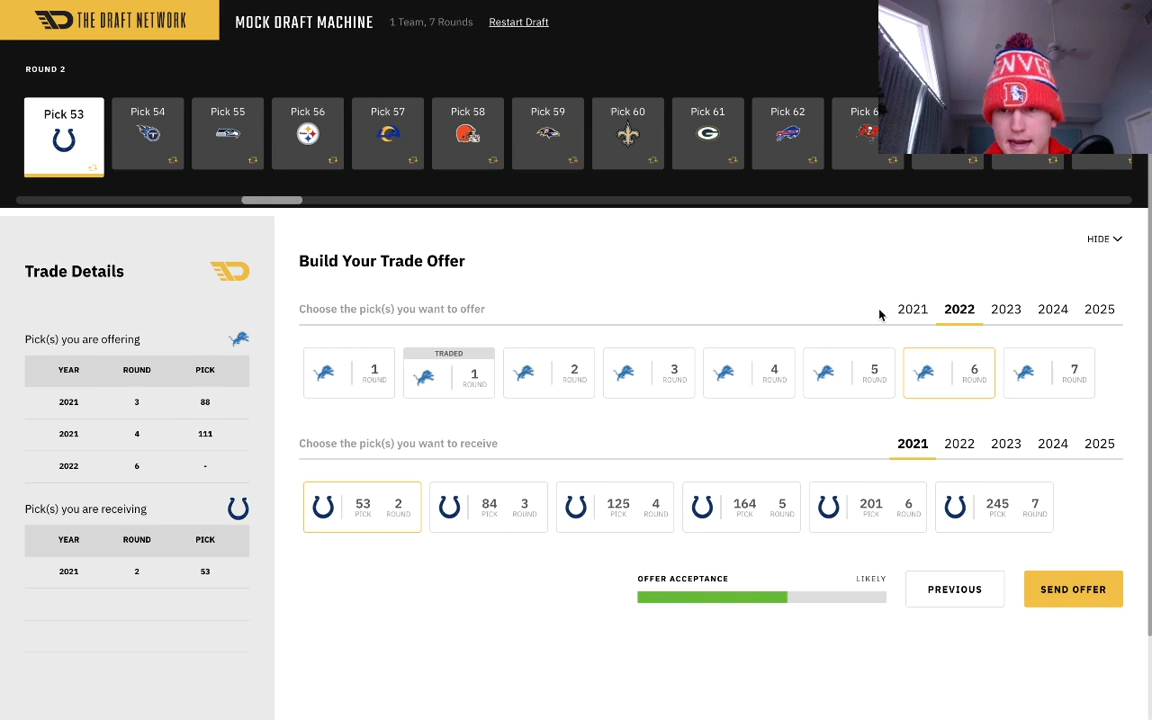 THE DRAFT NETWORK MOCK DRAFT MACHINE 1 Team, 7 Rounds Restart Draft
ROUND 2
Pick 53 Pick 54 Pick 55 Pick 56 Pick 57 Pick 58 Pick 59 Pick 60 Pick 61 Pick 62 Pick
HIDE
Trade Details
Build Your Trade Offer
Choose the pick(s) you want to offer 2021 2022 2023 2024 2025
Pick(s) you are offering
YEAR ROUND PICK
2021 3 88
2021 4 111
2022 6 -
TRADED
1 ROUND 1 ROUND 2 ROUND 3 ROUND 4 ROUND 5 ROUND 6 ROUND 7 ROUND
Choose the pick(s) you want to receive 2021 2022 2023 2024 2025
Pick(s) you are receiving
YEAR ROUND PICK
2021 2 53
53 PICK 2 ROUND 84 PICK 3 ROUND 125 PICK 4 ROUND 164 PICK 5 ROUND 201 PICK 6 ROUND 245 PICK 7 ROUND
OFFER ACCEPTANCE LIKELY
PREVIOUS SEND OFFER